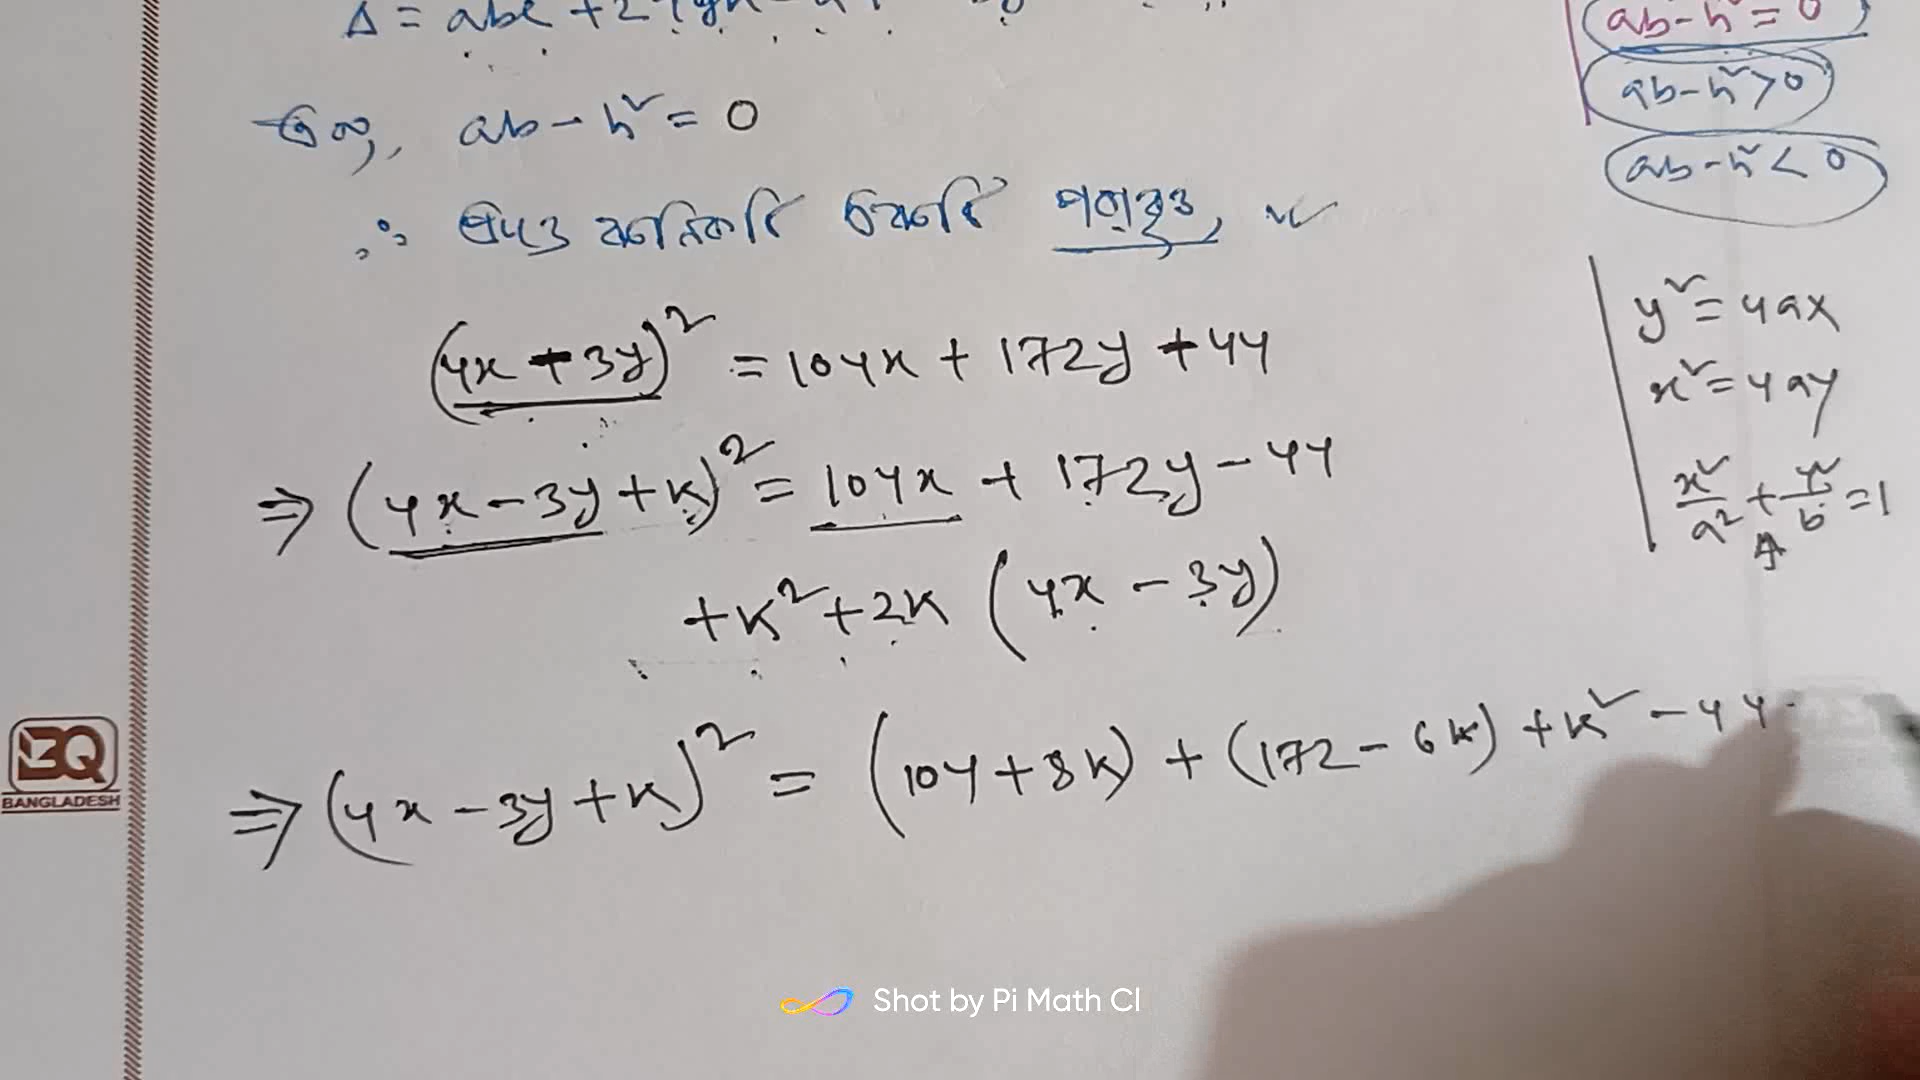 Δ = abc + 2
ab - h² = 0
ab - h² = 0
ab - h² > 0
ab - h² < 0
∴ প্রদত্ত কনিকটি একটি পরাবৃত্ত,
(4x - 3y)² = 104x + 172y - 44
y² = 4ax
x² = 4ay
⇒ (4x - 3y + k)² = 104x + 172y - 44
x²/a² + y²/b = 1
+ k² + 2k (4x - 3y)
⇒ (4x - 3y + k)² = (104 + 8k) + (172 - 6k) + k² - 44
BQ
BANGLADESH
Shot by Pi Math Cl